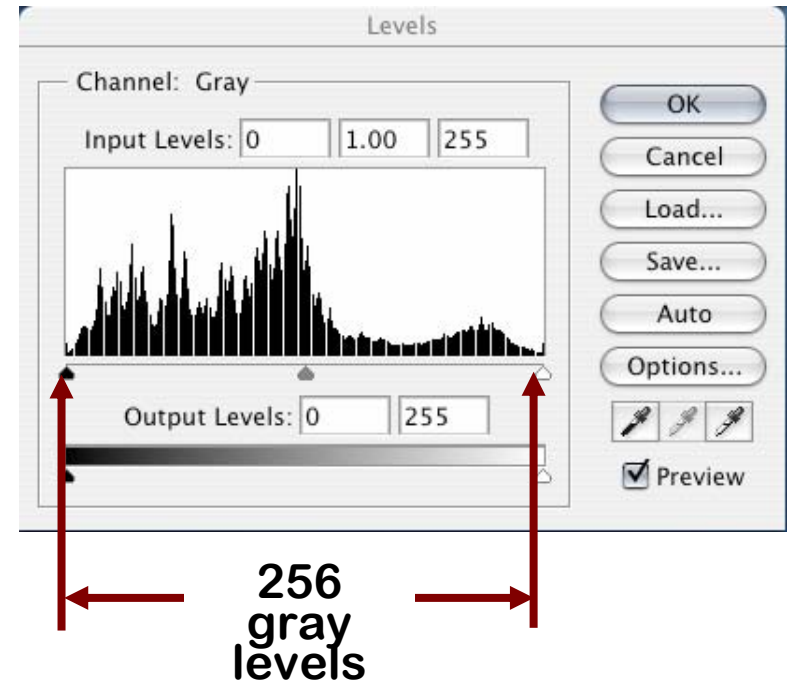 Levels
Channel: Gray
Input Levels: 0 1.00 255
Output Levels: 0 255
OK
Cancel
Load...
Save...
Auto
Options...
Preview
256
gray
levels